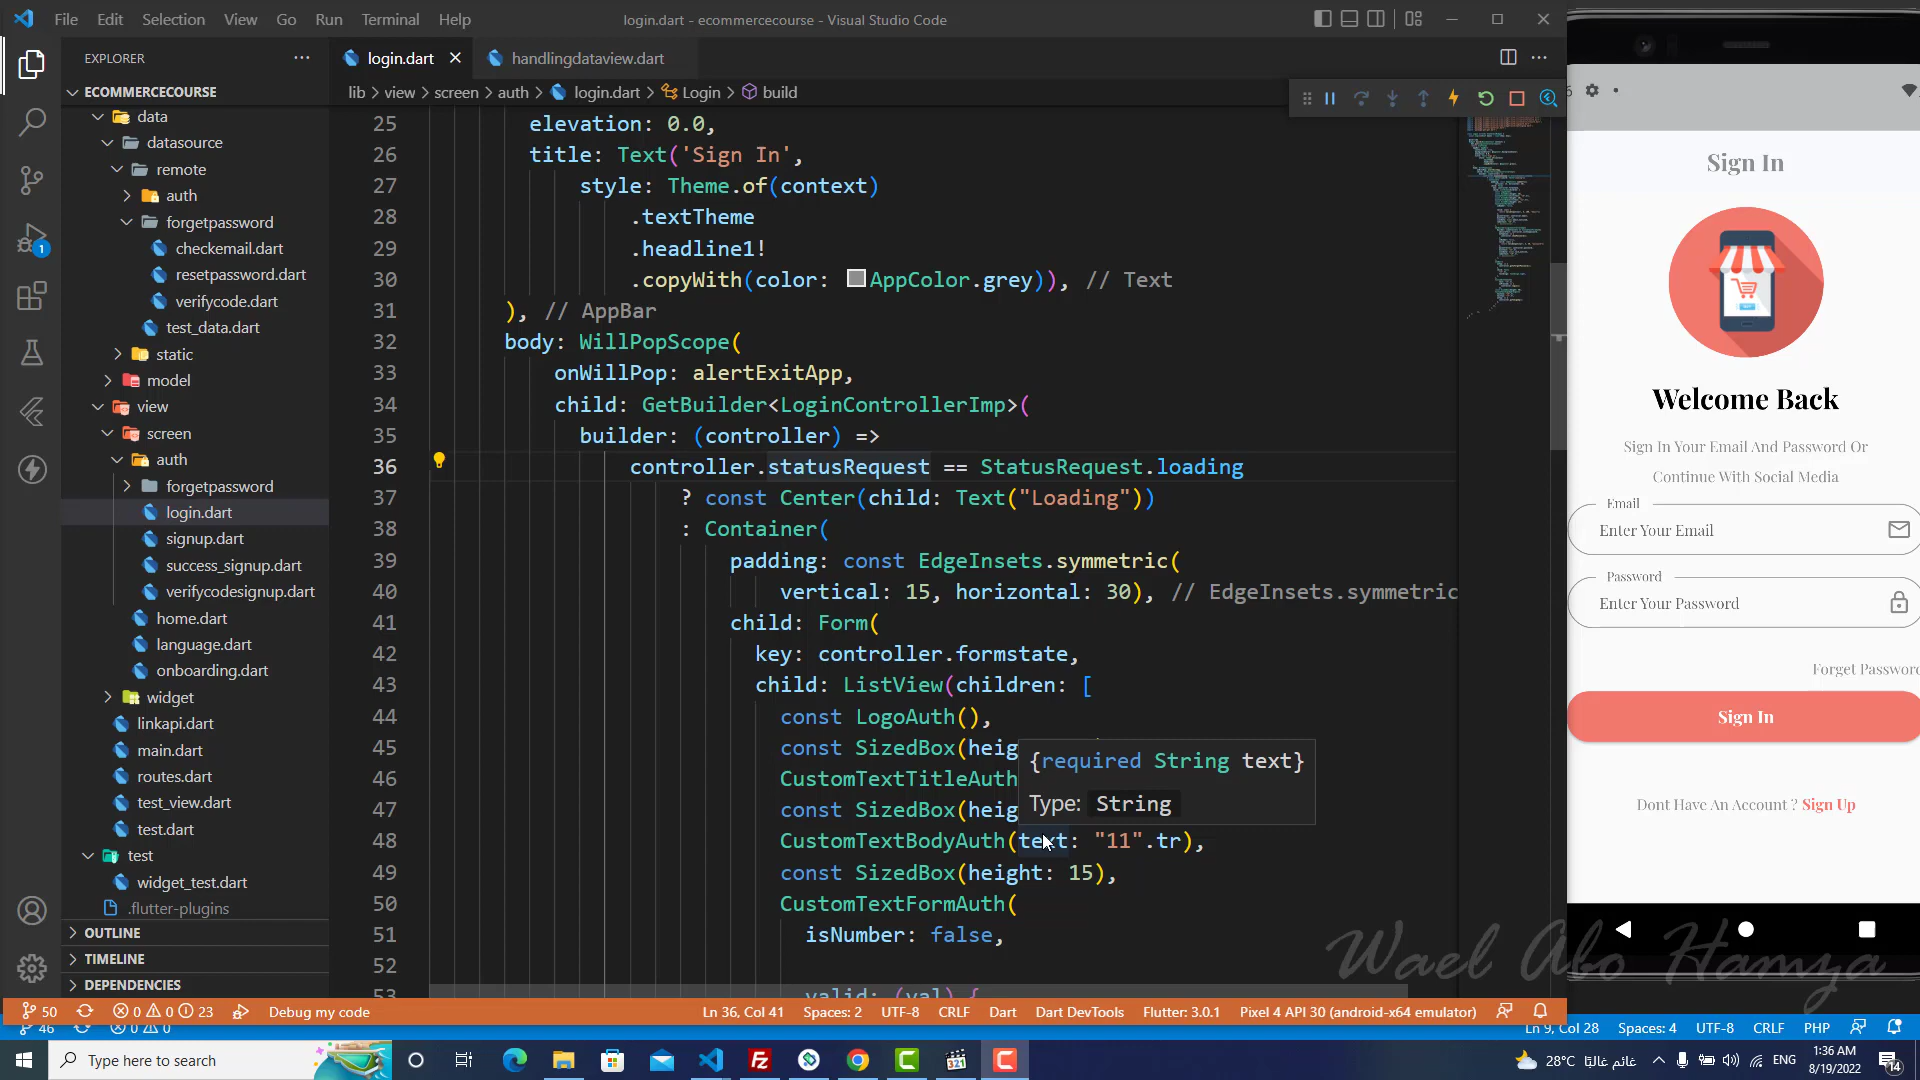 File Edit Selection View Go Run Terminal Help
login.dart - ecommercecourse - Visual Studio Code
EXPLORER
ECOMMERCECOURSE
data
datasource
remote
auth
forgetpassword
checkemail.dart
resetpassword.dart
verifycode.dart
test_data.dart
static
model
view
screen
auth
forgetpassword
login.dart
signup.dart
success_signup.dart
verifycodesignup.dart
home.dart
language.dart
onboarding.dart
widget
linkapi.dart
main.dart
routes.dart
test_view.dart
test.dart
test
widget_test.dart
.flutter-plugins
OUTLINE
TIMELINE
DEPENDENCIES
login.dart handlingdataview.dart
lib > view > screen > auth > login.dart > Login > build
25 elevation: 0.0,
26 title: Text('Sign In',
27 style: Theme.of(context)
28 .textTheme
29 .headline1!
30 .copyWith(color: AppColor.grey)), // Text
31 ), // AppBar
32 body: WillPopScope(
33 onWillPop: alertExitApp,
34 child: GetBuilder<LoginControllerImp>(
35 builder: (controller) =>
36 controller.statusRequest == StatusRequest.loading
37 ? const Center(child: Text("Loading"))
38 : Container(
39 padding: const EdgeInsets.symmetric(
40 vertical: 15, horizontal: 30), // EdgeInsets.symmetric
41 child: Form(
42 key: controller.formstate,
43 child: ListView(children: [
44 const LogoAuth(),
45 const SizedBox(heig
46 CustomTextTitleAuth
47 const SizedBox(heig
48 CustomTextBodyAuth(text: "11".tr),
49 const SizedBox(height: 15),
50 CustomTextFormAuth(
51 isNumber: false,
52
53 valid: (val) {
{required String text}
Type: String
Sign In
Welcome Back
Sign In Your Email And Password Or
Continue With Social Media
Email
Enter Your Email
Password
Enter Your Password
Forget Password
Sign In
Dont Have An Account ? Sign Up
Wael Abo Hamza
50 0 0 23 Debug my code Ln 36, Col 41 Spaces: 2 UTF-8 CRLF Dart Dart DevTools Flutter: 3.0.1 Pixel 4 API 30 (android-x64 emulator)
46 0 0 Ln 9, Col 28 Spaces: 4 UTF-8 CRLF PHP
Type here to search
28°C غائم غالبًا ENG
1:36 AM
8/19/2022
14